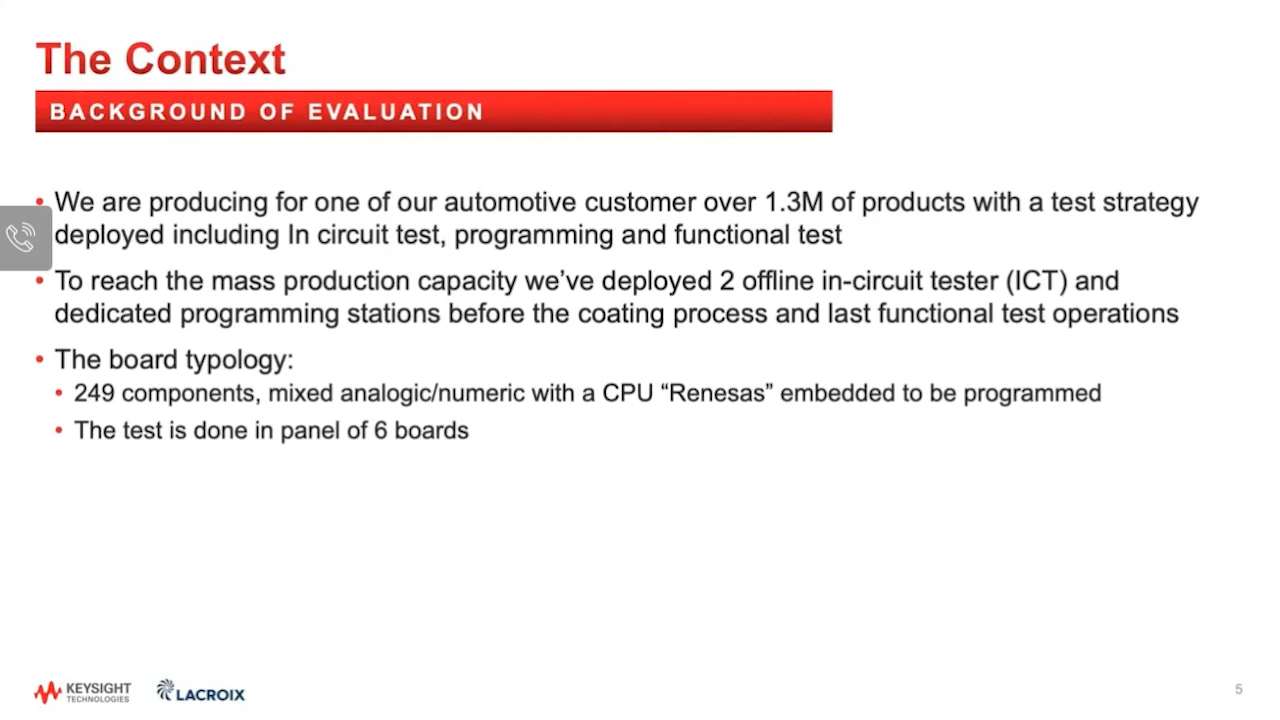 The Context
BACKGROUND OF EVALUATION
• We are producing for one of our automotive customer over 1.3M of products with a test strategy
deployed including In circuit test, programming and functional test
• To reach the mass production capacity we’ve deployed 2 offline in-circuit tester (ICT) and
dedicated programming stations before the coating process and last functional test operations
• The board typology:
• 249 components, mixed analogic/numeric with a CPU “Renesas” embedded to be programmed
• The test is done in panel of 6 boards
KEYSIGHT
TECHNOLOGIES
LACROIX
5